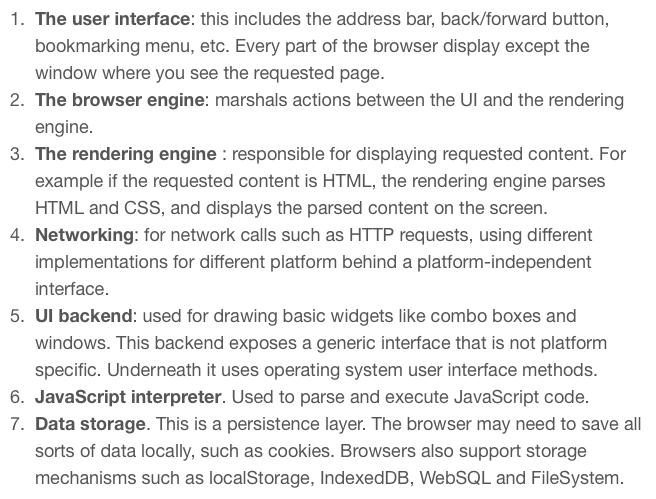 1. The user interface: this includes the address bar, back/forward button,
bookmarking menu, etc. Every part of the browser display except the
window where you see the requested page.
2. The browser engine: marshals actions between the UI and the rendering
engine.
3. The rendering engine : responsible for displaying requested content. For
example if the requested content is HTML, the rendering engine parses
HTML and CSS, and displays the parsed content on the screen.
4. Networking: for network calls such as HTTP requests, using different
implementations for different platform behind a platform-independent
interface.
5. UI backend: used for drawing basic widgets like combo boxes and
windows. This backend exposes a generic interface that is not platform
specific. Underneath it uses operating system user interface methods.
6. JavaScript interpreter. Used to parse and execute JavaScript code.
7. Data storage. This is a persistence layer. The browser may need to save all
sorts of data locally, such as cookies. Browsers also support storage
mechanisms such as localStorage, IndexedDB, WebSQL and FileSystem.